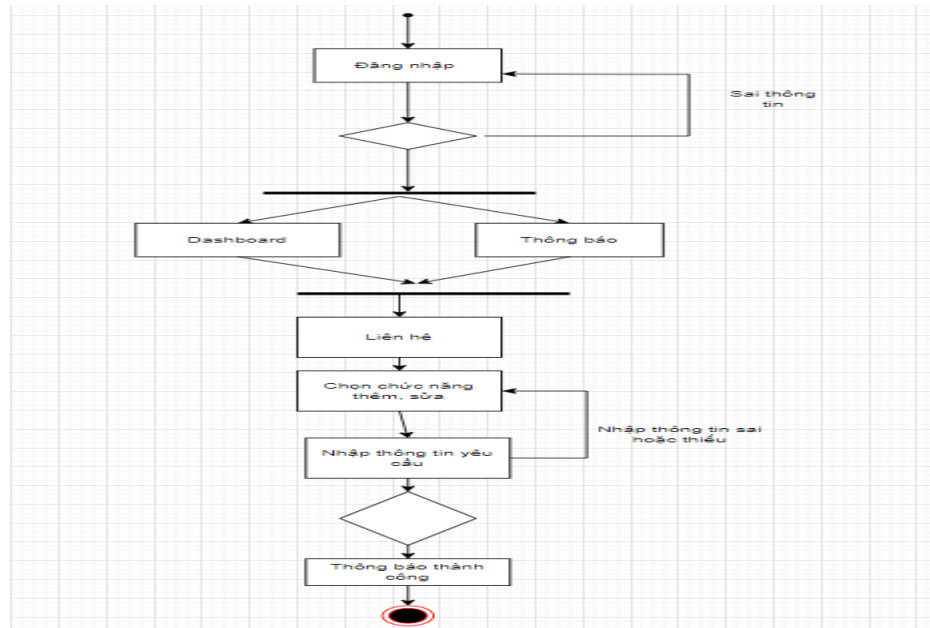 Đăng nhập
Sai thông
tin
Dashboard
Thông báo
Liên hệ
Chọn chức năng
thêm, sửa
Nhập thông tin sai
hoặc thiếu
Nhập thông tin yêu
cầu
Thông báo thành
công